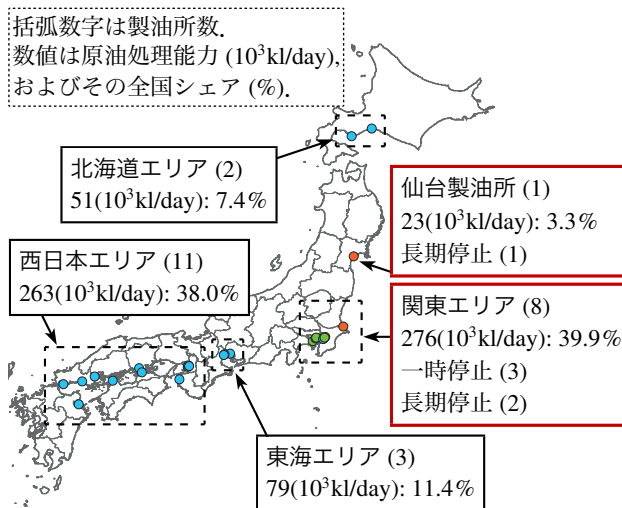 括弧数字は製油所数.
数値は原油処理能力 (10³kl/day),
およびその全国シェア (%).
北海道エリア (2)
51(10³kl/day): 7.4%
仙台製油所 (1)
23(10³kl/day): 3.3%
長期停止 (1)
西日本エリア (11)
263(10³kl/day): 38.0%
関東エリア (8)
276(10³kl/day): 39.9%
一時停止 (3)
長期停止 (2)
東海エリア (3)
79(10³kl/day): 11.4%